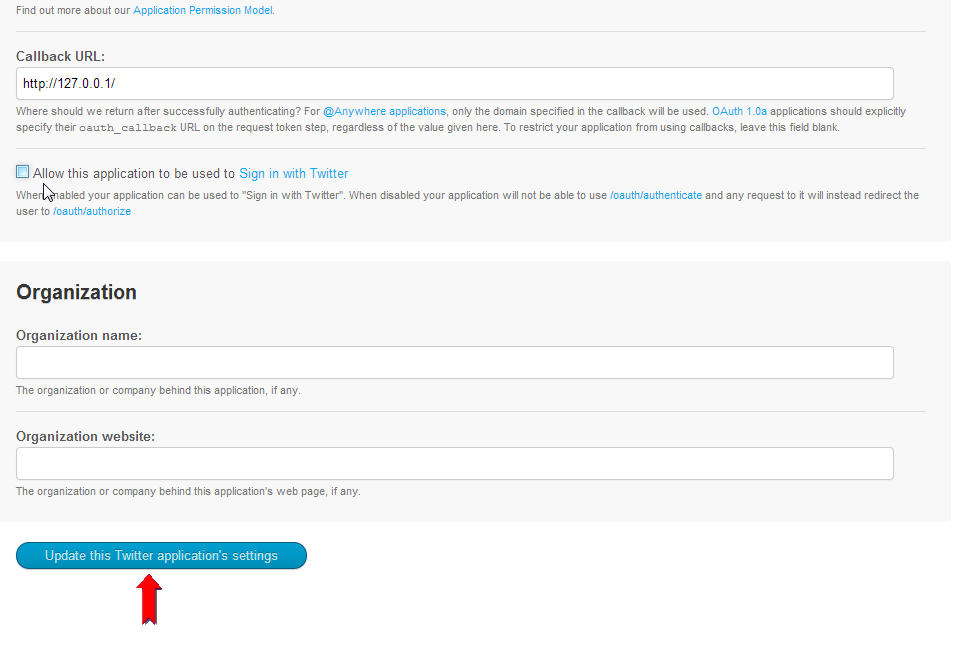 Find out more about our Application Permission Model.
Callback URL:
http://127.0.0.1/
Where should we return after successfully authenticating? For @Anywhere applications, only the domain specified in the callback will be used. OAuth 1.0a applications should explicitly
specify their oauth_callback URL on the request token step, regardless of the value given here. To restrict your application from using callbacks, leave this field blank.
Allow this application to be used to Sign in with Twitter
When enabled your application can be used to "Sign in with Twitter". When disabled your application will not be able to use /oauth/authenticate and any request to it will instead redirect the
user to /oauth/authorize
Organization
Organization name:
The organization or company behind this application, if any.
Organization website:
The organization or company behind this application's web page, if any.
Update this Twitter application's settings